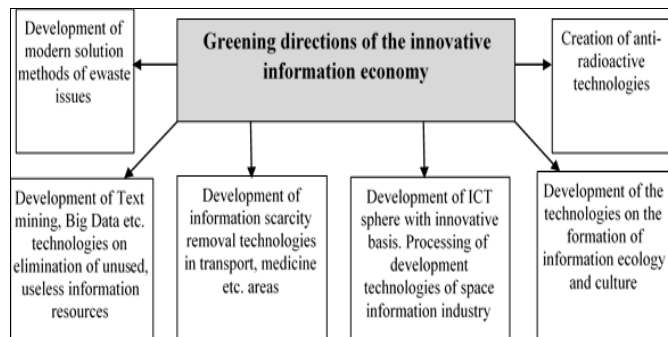 Development of
modern solution
methods of ewaste
issues
Greening directions of the innovative
information economy
Creation of anti-
radioactive
technologies
Development of Text
mining, Big Data etc.
technologies on
elimination of unused,
useless information
resources
Development of
information scarcity
removal technologies
in transport, medicine
etc. areas
Development of ICT
sphere with innovative
basis. Processing of
development
technologies of space
information industry
Development of the
technologies on the
formation of
information ecology
and culture